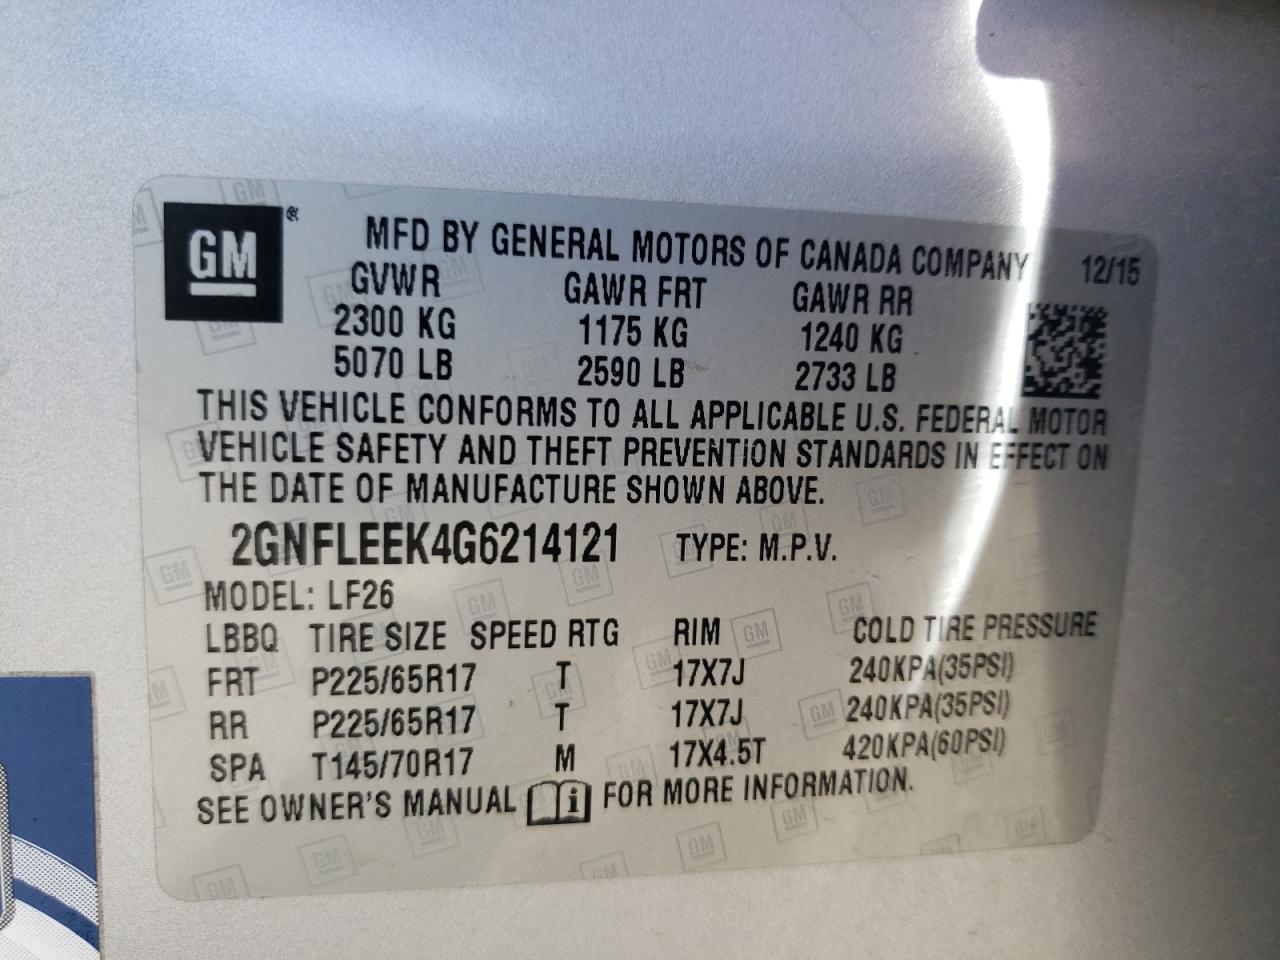 GM ®
MFD BY GENERAL MOTORS OF CANADA COMPANY 12/15
GVWR GAWR FRT GAWR RR
2300 KG 1175 KG 1240 KG
5070 LB 2590 LB 2733 LB
THIS VEHICLE CONFORMS TO ALL APPLICABLE U.S. FEDERAL MOTOR
VEHICLE SAFETY AND THEFT PREVENTION STANDARDS IN EFFECT ON
THE DATE OF MANUFACTURE SHOWN ABOVE.
2GNFLEEK4G6214121 TYPE: M.P.V.
MODEL: LF26
LBBQ TIRE SIZE SPEED RTG RIM COLD TIRE PRESSURE
FRT P225/65R17 T 17X7J 240KPA(35PSI)
RR P225/65R17 T 17X7J 240KPA(35PSI)
SPA T145/70R17 M 17X4.5T 420KPA(60PSI)
SEE OWNER'S MANUAL i FOR MORE INFORMATION.